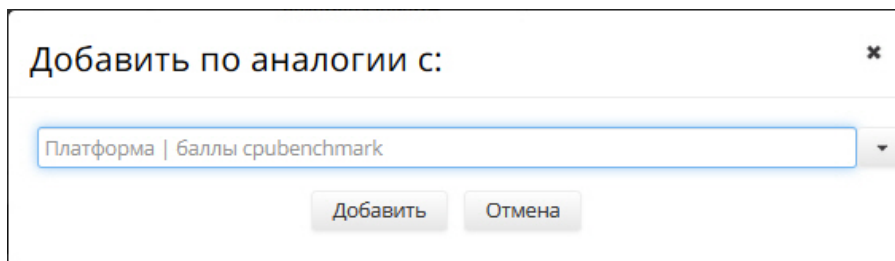 Добавить по аналогии с:
Платформа | баллы cpubenchmark
Добавить Отмена